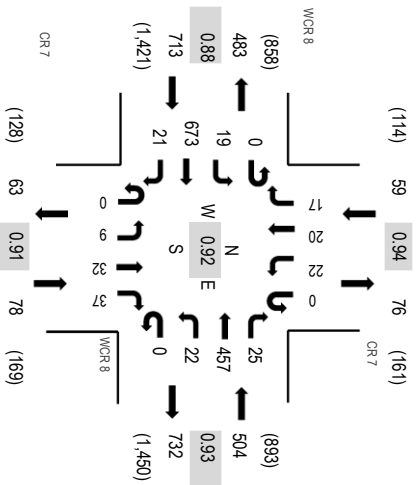 (114) 59 0.94 76 (161)
CR 7
WCR 8
17 20 22 0
(858) (893)
0 25
483 504
N
19 457
0.88 W 0.92 E 0.93
673 22
713 S 732
21 0
(1,421) (1,450)
0 9 32 37
WCR 8
CR 7
(128) 63 0.91 78 (169)